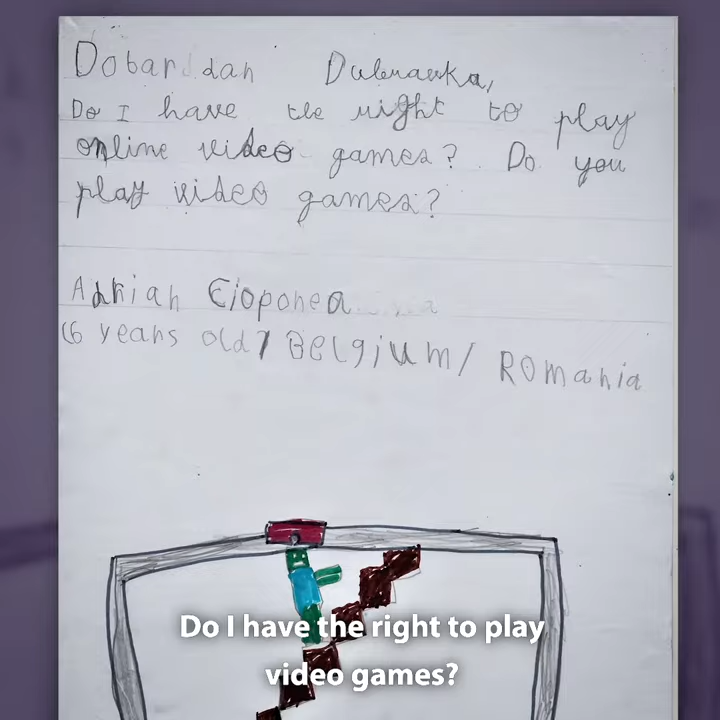 Dobar dan Dubravka,
Do I have the right to play
online video games? Do you
play video games?
Adrian Cioponea
(6 years old) Belgium/ Romania
Do I have the right to play
video games?